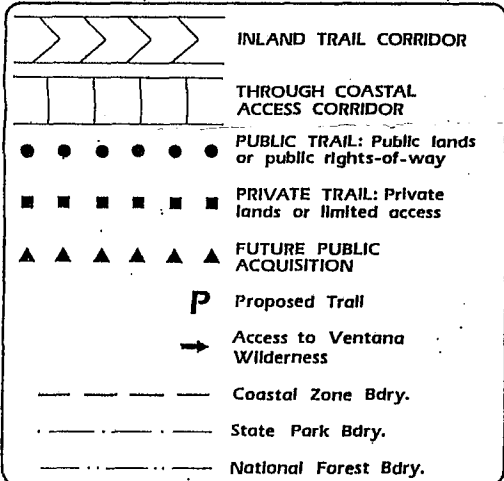 INLAND TRAIL CORRIDOR
THROUGH COASTAL
ACCESS CORRIDOR
PUBLIC TRAIL: Public lands
or public rights-of-way
PRIVATE TRAIL: Private
lands or limited access
FUTURE PUBLIC
ACQUISITION
P Proposed Trail
Access to Ventana
Wilderness
Coastal Zone Bdry.
State Park Bdry.
National Forest Bdry.